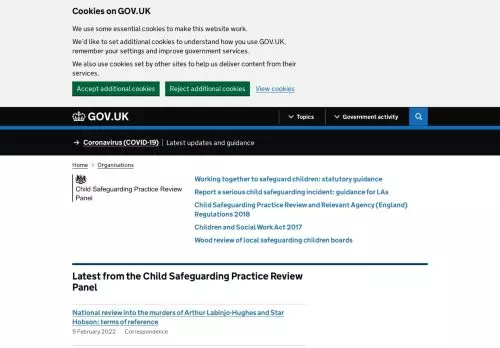 Cookies on GOV.UK
We use some essential cookies to make this website work.
We'd like to set additional cookies to understand how you use GOV.UK,
remember your settings and improve government services.
We also use cookies set by other sites to help us deliver content from their
services.
Accept additional cookies Reject additional cookies View cookies
GOV.UK Topics Government activity
→ Coronavirus (COVID-19) Latest updates and guidance
Home Organisations
Child Safeguarding Practice Review
Panel
Working together to safeguard children: statutory guidance
Report a serious child safeguarding incident: guidance for LAs
Child Safeguarding Practice Review and Relevant Agency (England)
Regulations 2018
Children and Social Work Act 2017
Wood review of local safeguarding children boards
Latest from the Child Safeguarding Practice Review
Panel
National review into the murders of Arthur Labinjo-Hughes and Star
Hobson: terms of reference
9 February 2022 Correspondence